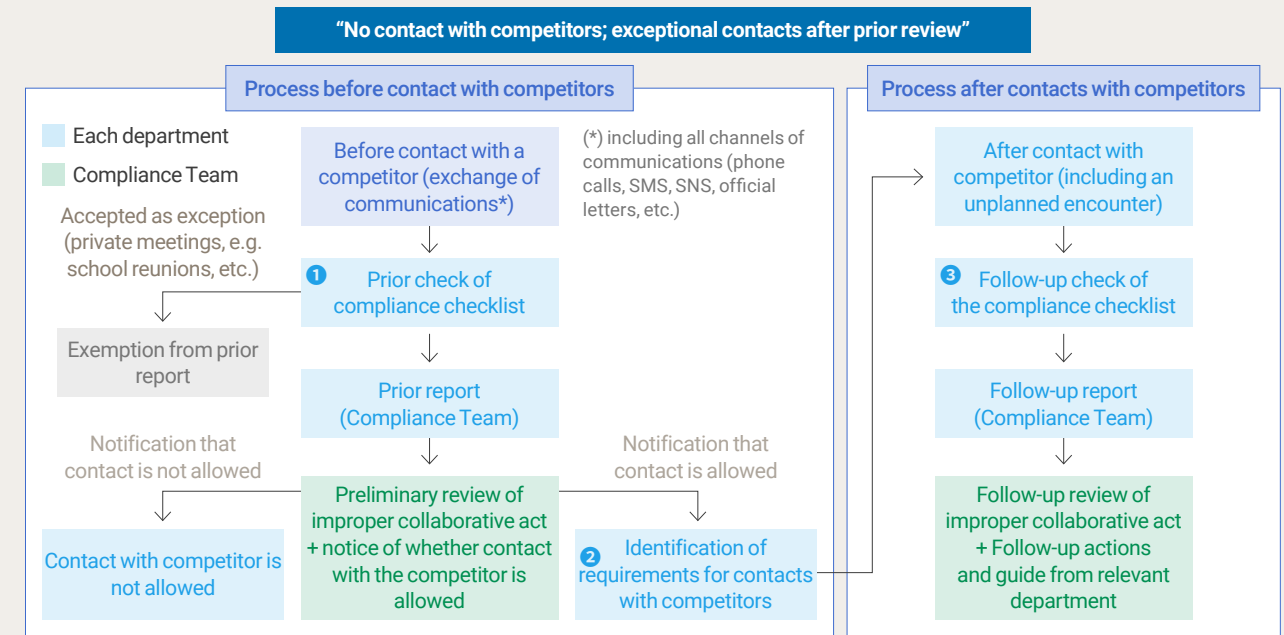 “No contact with competitors; exceptional contacts after prior review”
Process before contact with competitors
Each department
Compliance Team
Before contact with a
competitor (exchange of
communications*)
(*) including all channels of
communications (phone
calls, SMS, SNS, official
letters, etc.)
Accepted as exception
(private meetings, e.g.
school reunions, etc.)
1
Prior check of
compliance checklist
Exemption from prior
report
Prior report
(Compliance Team)
Notification that
contact is not allowed
Notification that
contact is allowed
Contact with competitor is
not allowed
Preliminary review of
improper collaborative act
+ notice of whether contact
with the competitor is
allowed
2
Identification of
requirements for contacts
with competitors
Process after contacts with competitors
After contact with
competitor (including an
unplanned encounter)
3
Follow-up check of
the compliance checklist
Follow-up report
(Compliance Team)
Follow-up review of
improper collaborative act
+ Follow-up actions
and guide from relevant
department